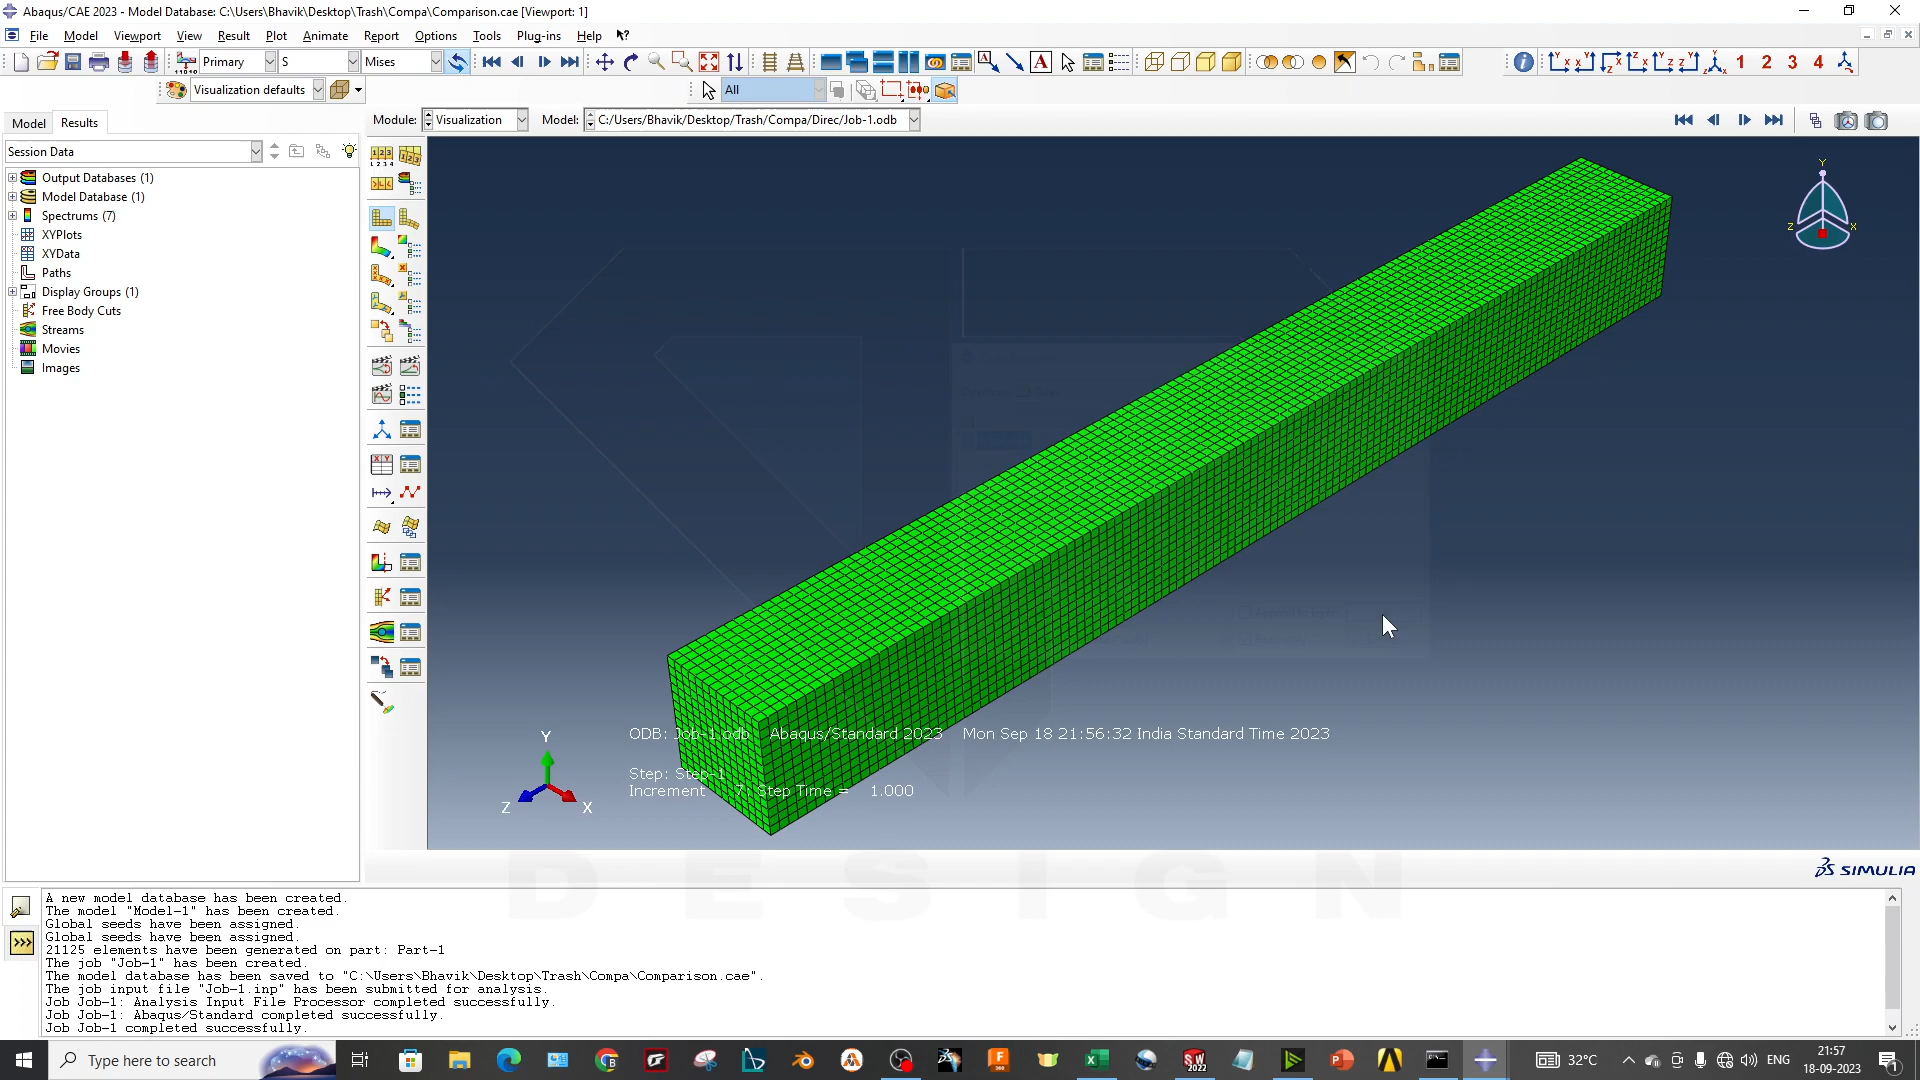 Abaqus/CAE 2023 - Model Database: C:\Users\Bhavik\Desktop\Trash\Compa\Comparison.cae [Viewport: 1]
File Model Viewport View Result Plot Animate Report Options Tools Plug-ins Help
Primary S Mises 1 2 3 4
Visualization defaults All
Model Results Module: Visualization Model: C:/Users/Bhavik/Desktop/Trash/Compa/Direc/Job-1.odb
Session Data
Output Databases (1)
Model Database (1)
Spectrums (7)
XYPlots
XYData
Paths
Display Groups (1)
Free Body Cuts
Streams
Movies
Images
Y
Z X
Y
Z X
ODB: Job-1.odb Abaqus/Standard 2023 Mon Sep 18 21:56:32 India Standard Time 2023
Step: Step-1
Increment 7: Step Time = 1.000
SIMULIA
DESIGN
A new model database has been created.
The model "Model-1" has been created.
Global seeds have been assigned.
Global seeds have been assigned.
21125 elements have been generated on part: Part-1
The job "Job-1" has been created.
The model database has been saved to "C:\Users\Bhavik\Desktop\Trash\Compa\Comparison.cae".
The job input file "Job-1.inp" has been submitted for analysis.
Job Job-1: Analysis Input File Processor completed successfully.
Job Job-1: Abaqus/Standard completed successfully.
Job Job-1 completed successfully.
Type here to search 32°C ENG 21:57
18-09-2023